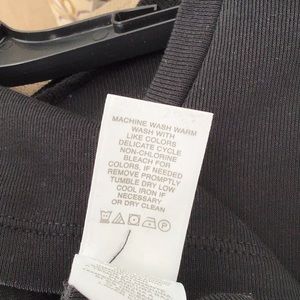 MACHINE WASH WARM
WASH WITH
LIKE COLORS
DELICATE CYCLE
NON-CHLORINE
BLEACH FOR
COLORS, IF NEEDED
REMOVE PROMPTLY
TUMBLE DRY LOW
COOL IRON IF
NECESSARY
OR DRY CLEAN